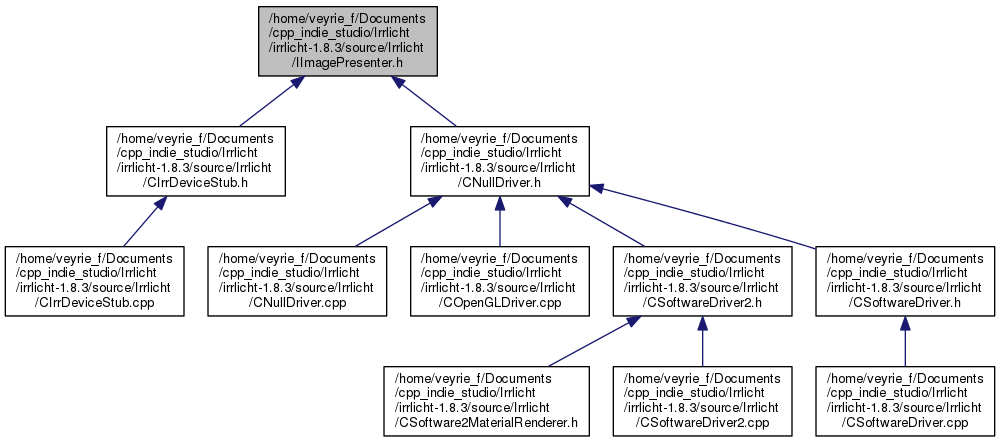 /home/veyrie_f/Documents
/cpp_indie_studio/Irrlicht
/irrlicht-1.8.3/source/Irrlicht
/IImagePresenter.h
/home/veyrie_f/Documents
/cpp_indie_studio/Irrlicht
/irrlicht-1.8.3/source/Irrlicht
/CIrrDeviceStub.h
/home/veyrie_f/Documents
/cpp_indie_studio/Irrlicht
/irrlicht-1.8.3/source/Irrlicht
/CNullDriver.h
/home/veyrie_f/Documents
/cpp_indie_studio/Irrlicht
/irrlicht-1.8.3/source/Irrlicht
/CIrrDeviceStub.cpp
/home/veyrie_f/Documents
/cpp_indie_studio/Irrlicht
/irrlicht-1.8.3/source/Irrlicht
/CNullDriver.cpp
/home/veyrie_f/Documents
/cpp_indie_studio/Irrlicht
/irrlicht-1.8.3/source/Irrlicht
/COpenGLDriver.cpp
/home/veyrie_f/Documents
/cpp_indie_studio/Irrlicht
/irrlicht-1.8.3/source/Irrlicht
/CSoftwareDriver2.h
/home/veyrie_f/Documents
/cpp_indie_studio/Irrlicht
/irrlicht-1.8.3/source/Irrlicht
/CSoftwareDriver.h
/home/veyrie_f/Documents
/cpp_indie_studio/Irrlicht
/irrlicht-1.8.3/source/Irrlicht
/CSoftware2MaterialRenderer.h
/home/veyrie_f/Documents
/cpp_indie_studio/Irrlicht
/irrlicht-1.8.3/source/Irrlicht
/CSoftwareDriver2.cpp
/home/veyrie_f/Documents
/cpp_indie_studio/Irrlicht
/irrlicht-1.8.3/source/Irrlicht
/CSoftwareDriver.cpp